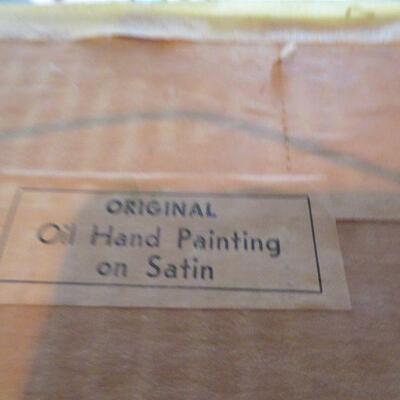 ORIGINAL
Oil Hand Painting
on Satin